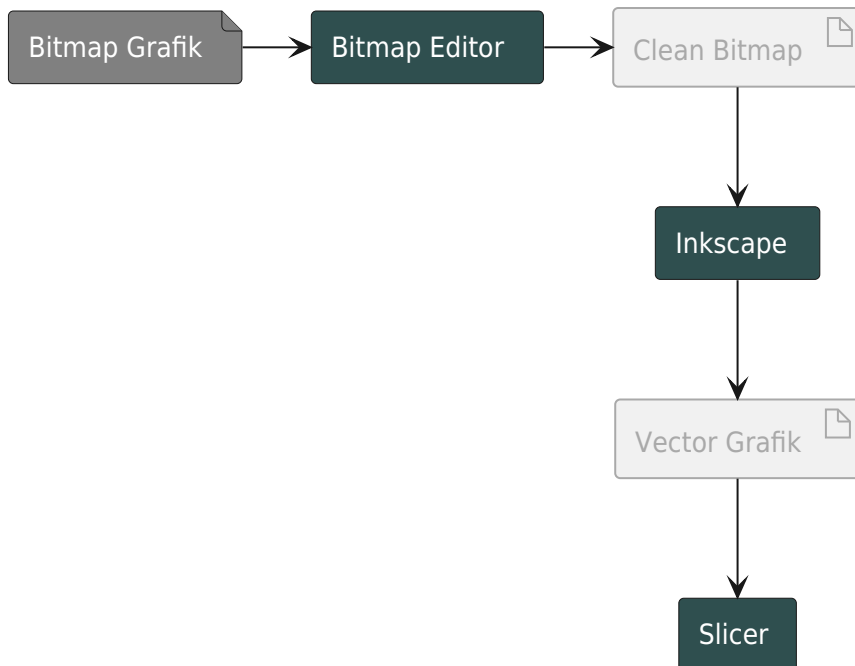 Bitmap Grafik
Bitmap Editor
Clean Bitmap
Inkscape
Vector Grafik
Slicer